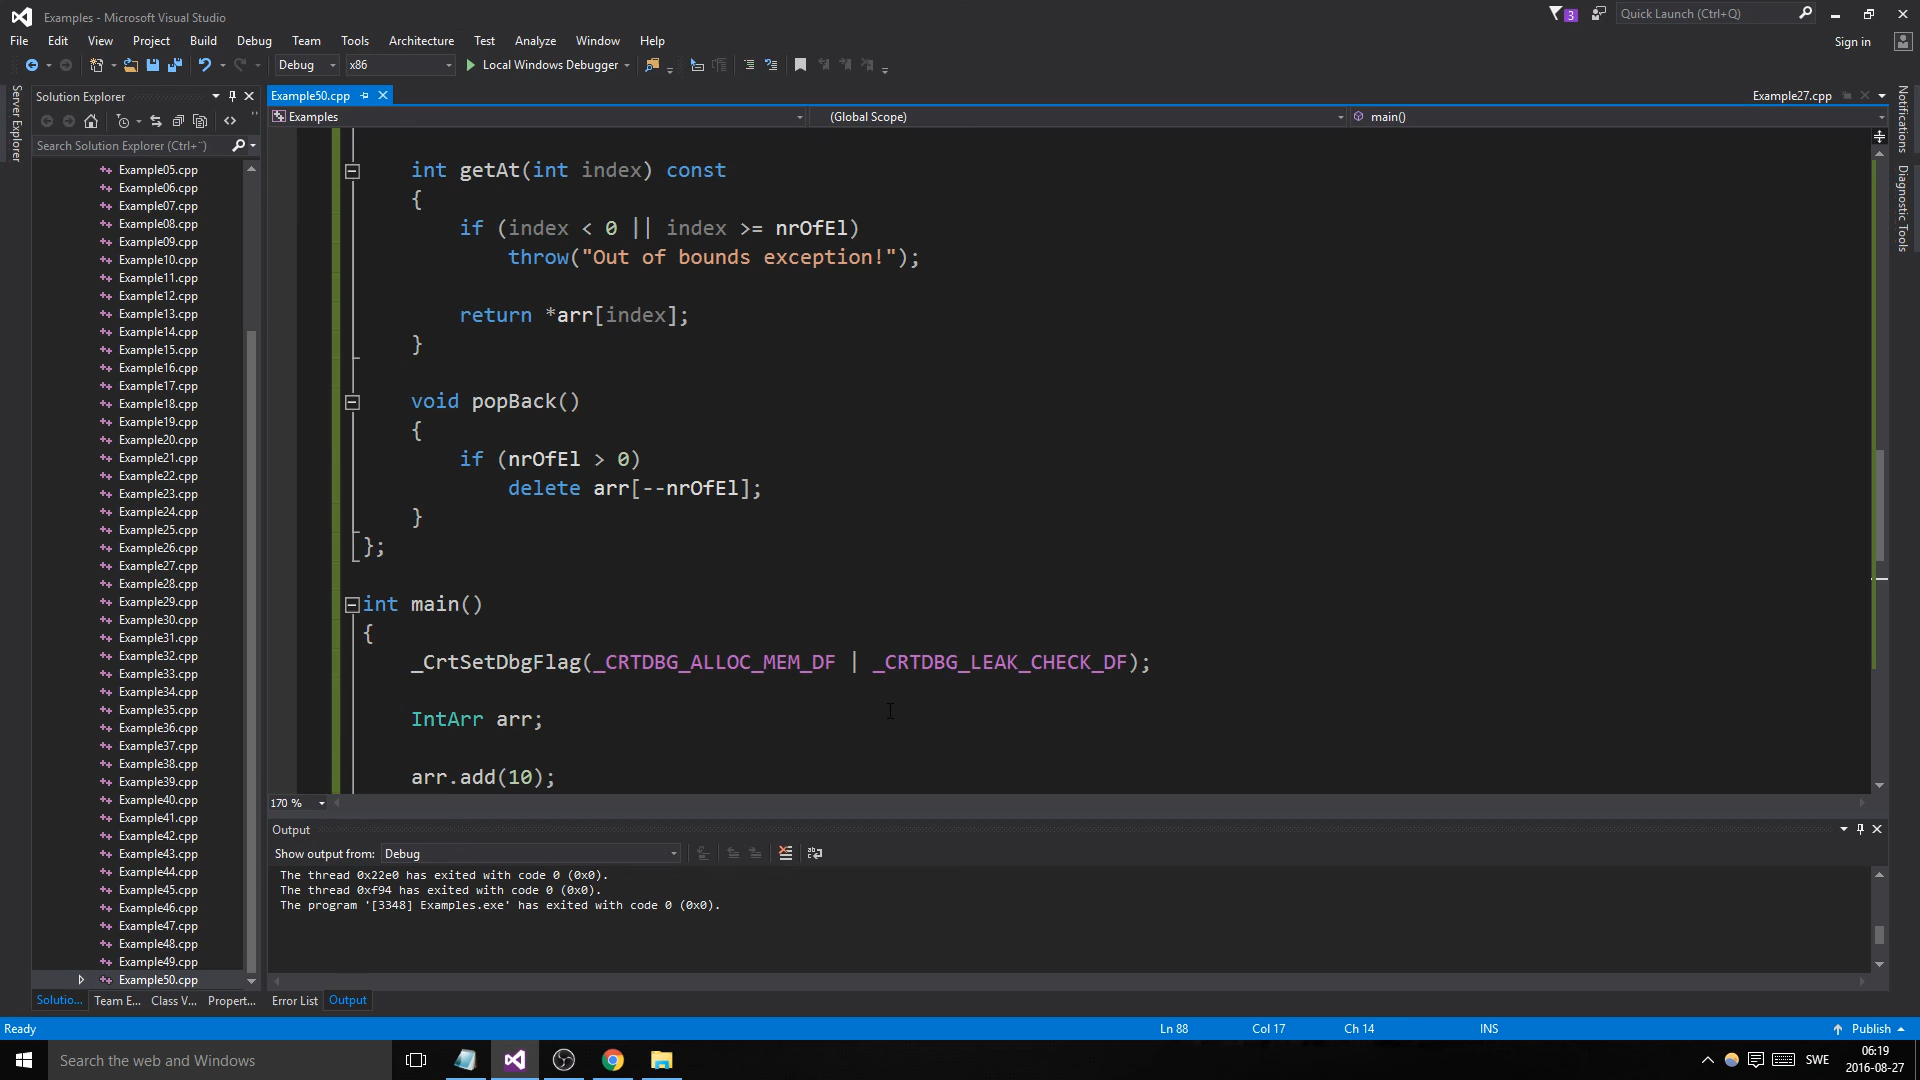 Examples - Microsoft Visual Studio
3
Quick Launch (Ctrl+Q)
File Edit View Project Build Debug Team Tools Architecture Test Analyze Window Help
Sign in
Debug x86 Local Windows Debugger
Server Explorer
Solution Explorer
Search Solution Explorer (Ctrl+¨)
Example05.cpp
Example06.cpp
Example07.cpp
Example08.cpp
Example09.cpp
Example10.cpp
Example11.cpp
Example12.cpp
Example13.cpp
Example14.cpp
Example15.cpp
Example16.cpp
Example17.cpp
Example18.cpp
Example19.cpp
Example20.cpp
Example21.cpp
Example22.cpp
Example23.cpp
Example24.cpp
Example25.cpp
Example26.cpp
Example27.cpp
Example28.cpp
Example29.cpp
Example30.cpp
Example31.cpp
Example32.cpp
Example33.cpp
Example34.cpp
Example35.cpp
Example36.cpp
Example37.cpp
Example38.cpp
Example39.cpp
Example40.cpp
Example41.cpp
Example42.cpp
Example43.cpp
Example44.cpp
Example45.cpp
Example46.cpp
Example47.cpp
Example48.cpp
Example49.cpp
Example50.cpp
Solutio... Team E... Class V... Propert...
Example50.cpp
Example27.cpp
Examples (Global Scope) main()
int getAt(int index) const
{
if (index < 0 || index >= nrOfEl)
throw("Out of bounds exception!");
return *arr[index];
}
void popBack()
{
if (nrOfEl > 0)
delete arr[--nrOfEl];
}
};
int main()
{
_CrtSetDbgFlag(_CRTDBG_ALLOC_MEM_DF | _CRTDBG_LEAK_CHECK_DF);
IntArr arr;
arr.add(10);
170 %
Output
Show output from: Debug
The thread 0x22e0 has exited with code 0 (0x0).
The thread 0xf94 has exited with code 0 (0x0).
The program '[3348] Examples.exe' has exited with code 0 (0x0).
Error List Output
Notifications
Diagnostic Tools
Ready Ln 88 Col 17 Ch 14 INS Publish
Search the web and Windows
SWE
06:19
2016-08-27